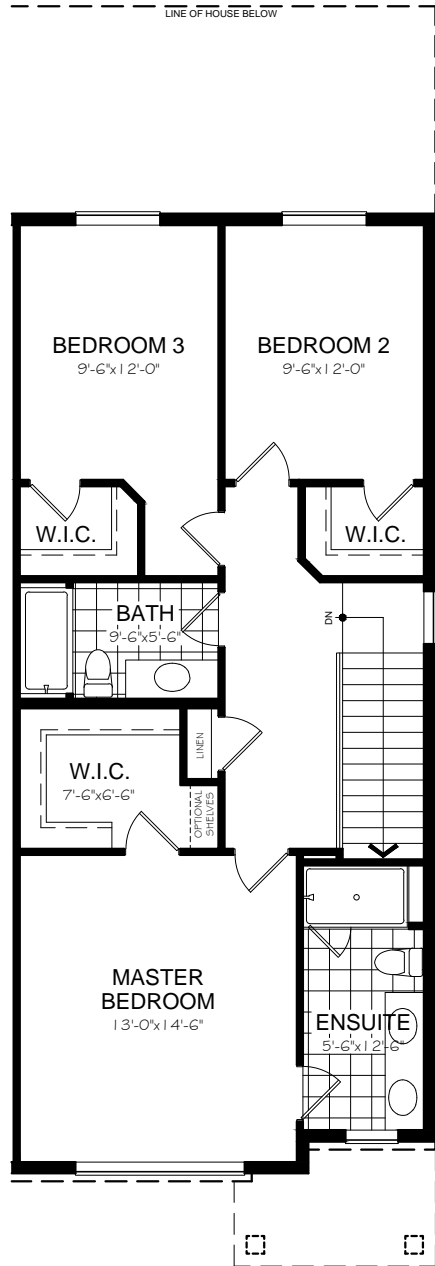 LINE OF HOUSE BELOW
BEDROOM 3
9'-6"x12'-0"
BEDROOM 2
9'-6"x12'-0"
W.I.C.
W.I.C.
BATH
9'-6"x5'-6"
DN
LINEN
W.I.C.
7'-6"x6'-6"
OPTIONAL
SHELVES
MASTER
BEDROOM
13'-0"x14'-6"
ENSUITE
5'-6"x12'-6"